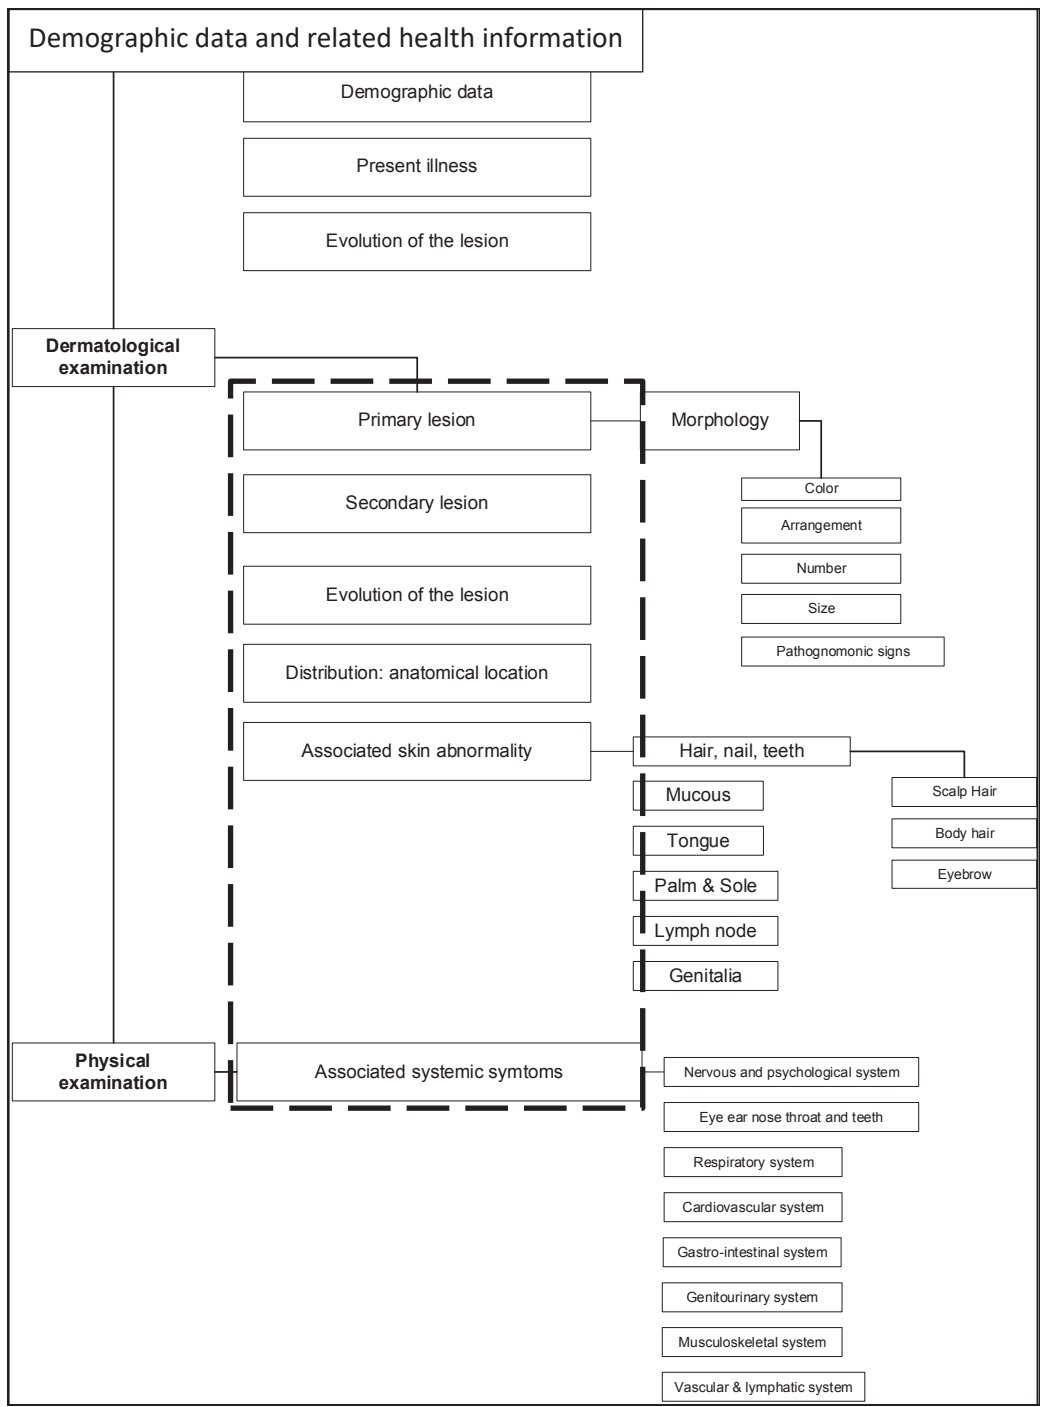 Demographic data and related health information
Demographic data
Present illness
Evolution of the lesion
Dermatological
examination
Primary lesion
Morphology
Color
Arrangement
Number
Size
Pathognomonic signs
Secondary lesion
Evolution of the lesion
Distribution: anatomical location
Associated skin abnormality
Hair, nail, teeth
Scalp Hair
Body hair
Eyebrow
Mucous
Tongue
Palm & Sole
Lymph node
Genitalia
Physical
examination
Associated systemic symtoms
Nervous and psychological system
Eye ear nose throat and teeth
Respiratory system
Cardiovascular system
Gastro-intestinal system
Genitourinary system
Musculoskeletal system
Vascular & lymphatic system